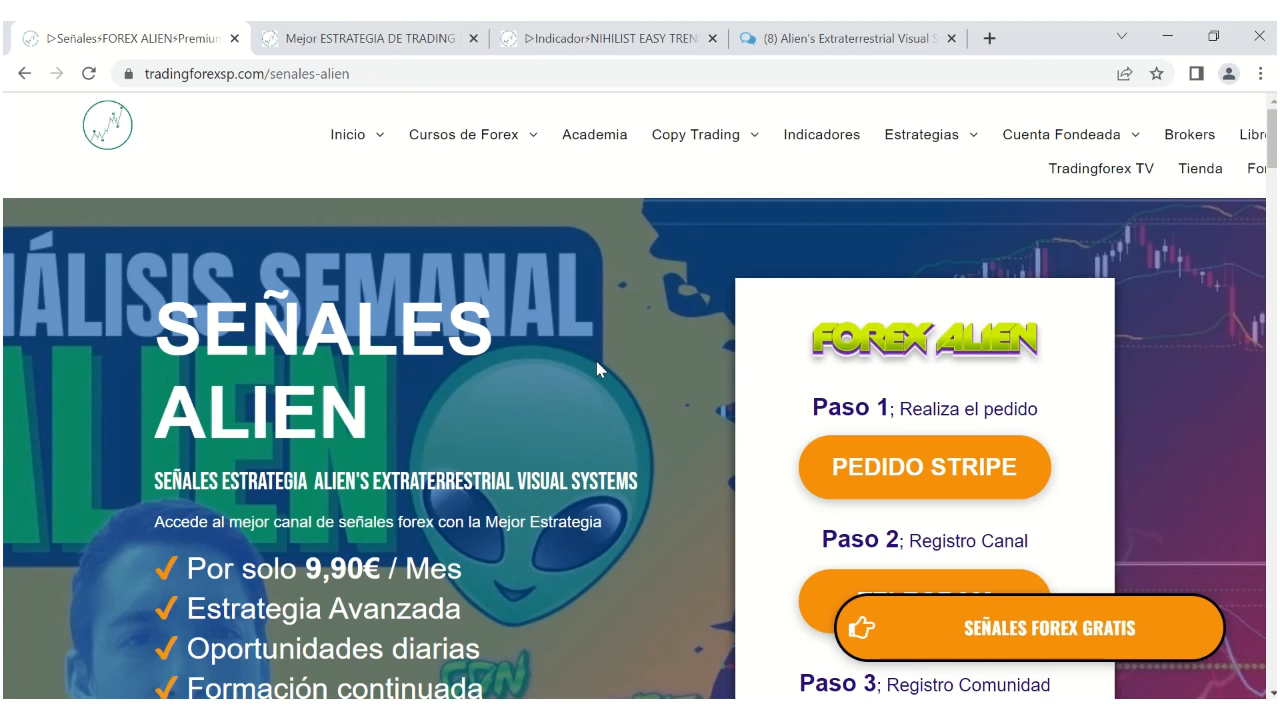 ▷Señales⚡FOREX ALIEN⚡Premium
Mejor ESTRATEGIA DE TRADING
▷Indicador⚡NIHILIST EASY TREN
(8) Alien's Extraterrestrial Visual S
tradingforexsp.com/senales-alien
Inicio
Cursos de Forex
Academia
Copy Trading
Indicadores
Estrategias
Cuenta Fondeada
Brokers
Libr
Tradingforex TV
Tienda
Fo
NÁLISIS SEMANAL
ALIEN
SEÑALES
ALIEN
SEÑALES ESTRATEGIA ALIEN'S EXTRATERRESTRIAL VISUAL SYSTEMS
Accede al mejor canal de señales forex con la Mejor Estrategia
✔ Por solo 9,90€ / Mes
✔ Estrategia Avanzada
✔ Oportunidades diarias
✔ Formación continuada
FOREX ALIEN
Paso 1; Realiza el pedido
PEDIDO STRIPE
Paso 2; Registro Canal
SEÑALES FOREX GRATIS
Paso 3; Registro Comunidad